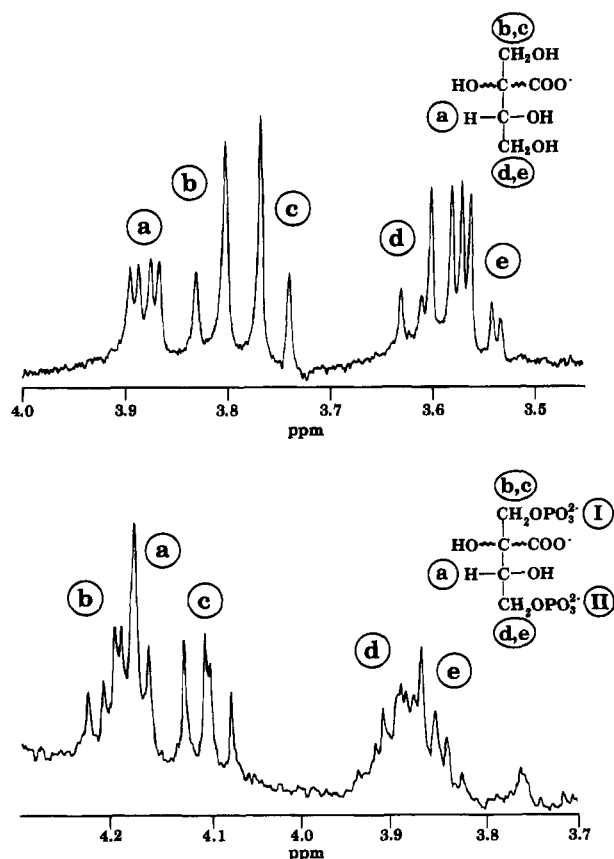 b,c
CH₂OH
HO C COO⁻
a H—C—OH
CH₂OH
d,e
a
b
c
d
e
4.0 3.9 3.8 3.7 3.6 3.5
ppm
b,c
CH₂OPO₃²⁻ I
HO C COO⁻
a H—C—OH
CH₂OPO₃²⁻ II
d,e
b
a
c
d
e
4.2 4.1 4.0 3.9 3.8 3.7
ppm